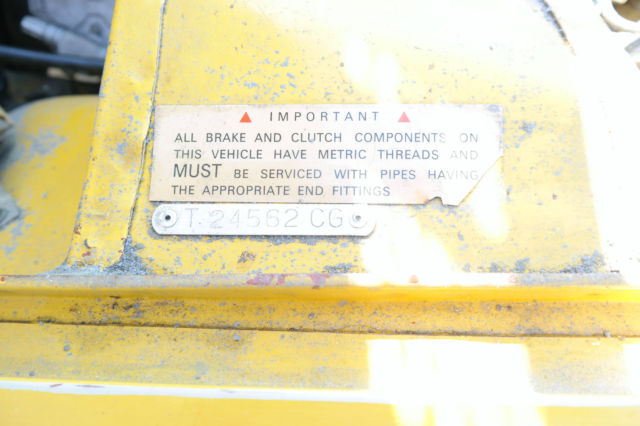 IMPORTANT
ALL BRAKE AND CLUTCH COMPONENTS ON
THIS VEHICLE HAVE METRIC THREADS AND
MUST BE SERVICED WITH PIPES HAVING
THE APPROPRIATE END FITTINGS
T.24562 CG